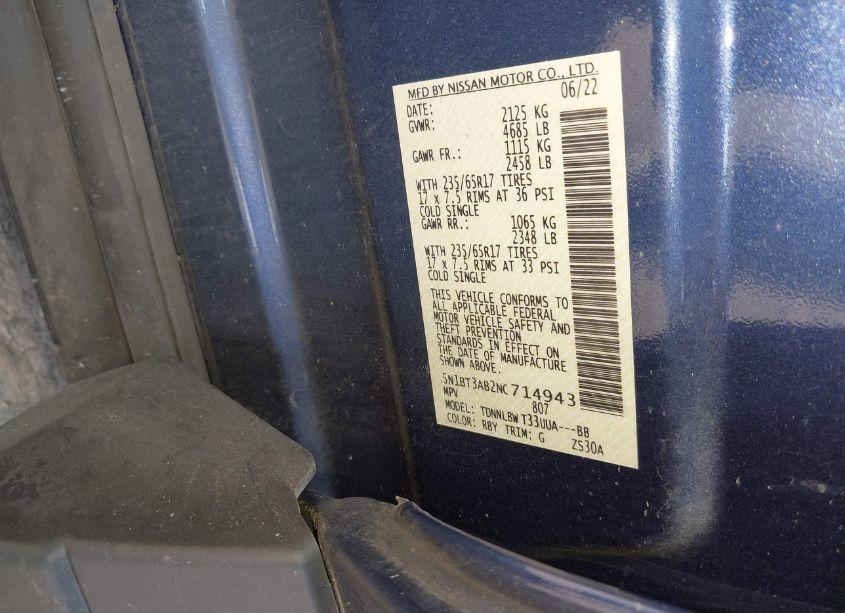 MFD BY NISSAN MOTOR CO., LTD.
DATE: 06/22
GVWR: 2125 KG
4685 LB
GAWR FR.: 1115 KG
2458 LB
WITH 235/65R17 TIRES
17 x 7.5 RIMS AT 36 PSI
COLD SINGLE
GAWR RR.: 1065 KG
2348 LB
WITH 235/65R17 TIRES
17 x 7.5 RIMS AT 33 PSI
COLD SINGLE
THIS VEHICLE CONFORMS TO
ALL APPLICABLE FEDERAL
MOTOR VEHICLE SAFETY AND
THEFT PREVENTION
STANDARDS IN EFFECT ON
THE DATE OF MANUFACTURE
SHOWN ABOVE.
5N1BT3AB2NC714943
MPV 807
MODEL: TDNNLBWT33UUA---BB
COLOR: RBY TRIM: G ZS30A